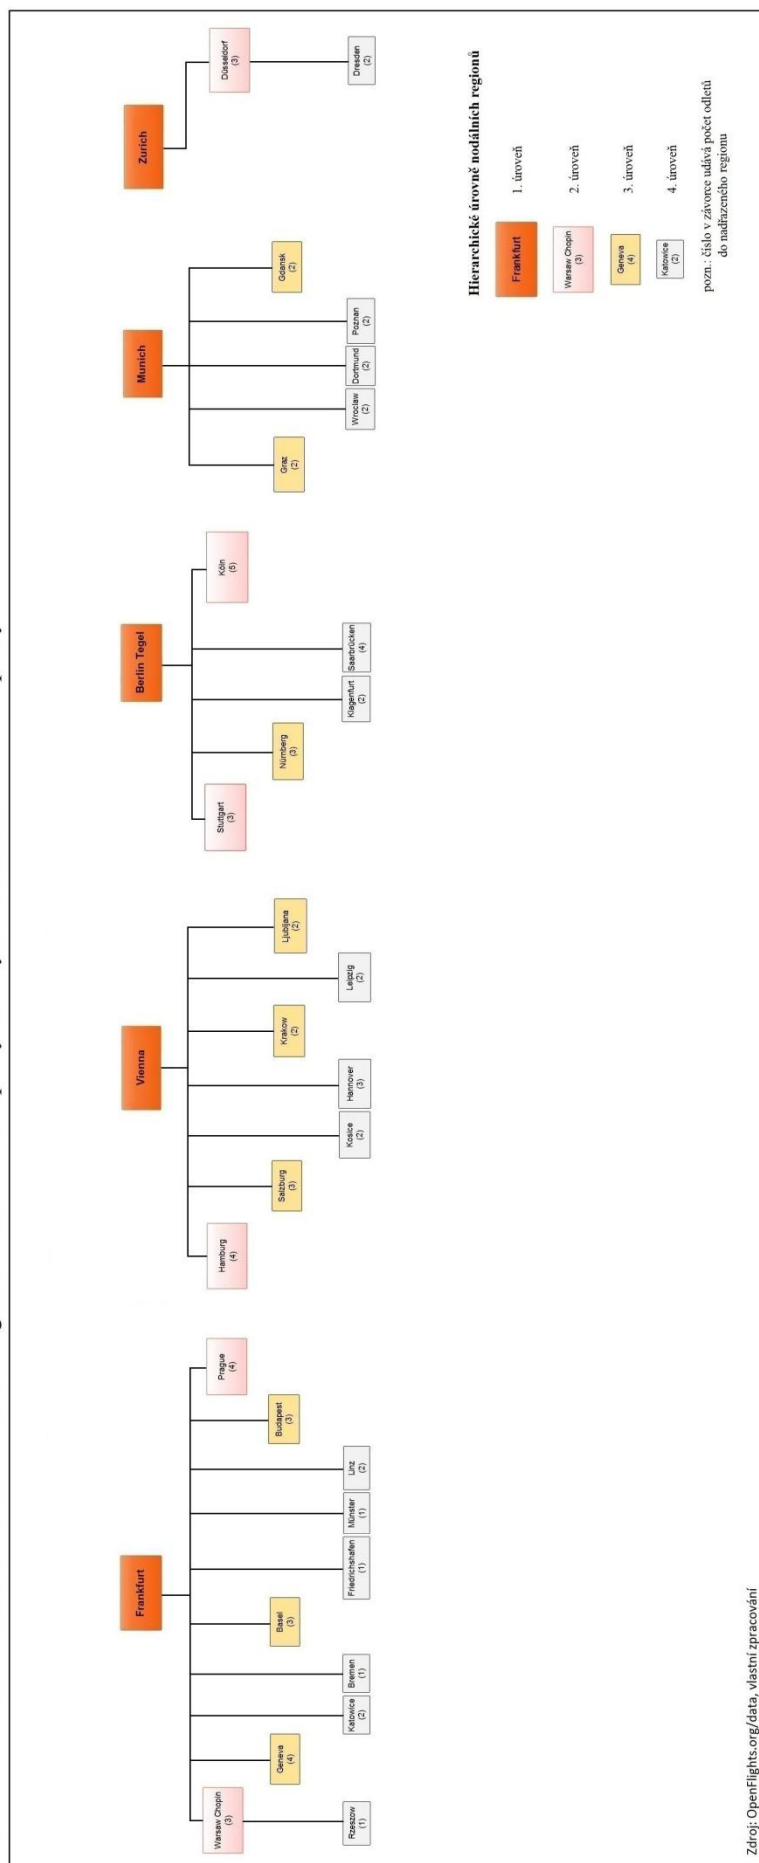 Frankfurt
Warsaw Chopin
(3)
Geneva
(4)
Katowice
(2)
Bremen
(1)
Basel
(3)
Friedrichshafen
(1)
Münster
(1)
Linz
(2)
Budapest
(3)
Prague
(4)
Rzeszow
(1)
Vienna
Hamburg
(4)
Salzburg
(3)
Kosice
(2)
Hannover
(3)
Krakow
(2)
Leipzig
(2)
Ljubljana
(2)
Berlin Tegel
Stuttgart
(3)
Nürnberg
(3)
Klagenfurt
(2)
Saarbrücken
(4)
Köln
(5)
Munich
Graz
(2)
Wroclaw
(2)
Dortmund
(2)
Poznan
(2)
Gdansk
(2)
Zurich
Düsseldorf
(3)
Dresden
(2)
Hierarchické úrovně nodálních regionů
Frankfurt
1. úroveň
Warsaw Chopin
(3)
2. úroveň
Geneva
(4)
3. úroveň
Katowice
(2)
4. úroveň
pozn.: číslo v závorce udává počet odletů
do nadřazeného regionu
Zdroj: OpenFlights.org/data, vlastní zpracování